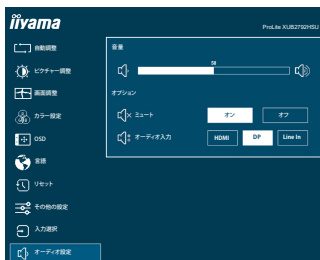 iiyama
ProLite XUB2792HSU
自動調整
ピクチャー調整
画面調整
カラー設定
OSD
言語
リセット
その他の設定
入力選択
オーディオ設定
音量
50
オプション
ミュート
オン
オフ
オーディオ入力
HDMI
DP
Line In